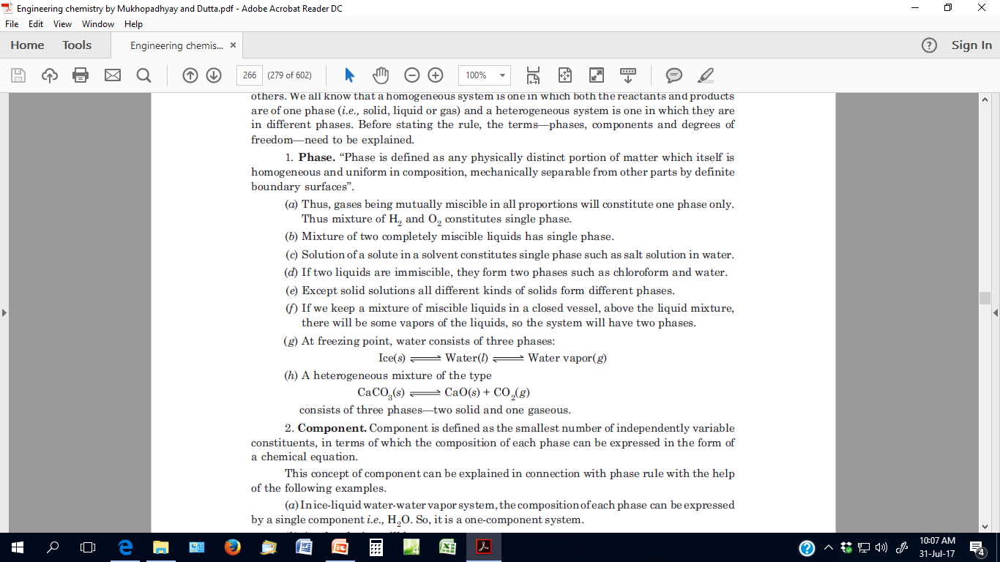 Engineering chemistry by Mukhopadhyay and Dutta.pdf - Adobe Acrobat Reader DC
File Edit View Window Help
Home Tools Engineering chemis... × Sign In
266 (279 of 602) 100%
others. We all know that a homogeneous system is one in which both the reactants and products
are of one phase (i.e., solid, liquid or gas) and a heterogeneous system is one in which they are
in different phases. Before stating the rule, the terms—phases, components and degrees of
freedom—need to be explained.
1. Phase. “Phase is defined as any physically distinct portion of matter which itself is
homogeneous and uniform in composition, mechanically separable from other parts by definite
boundary surfaces”.
(a) Thus, gases being mutually miscible in all proportions will constitute one phase only.
Thus mixture of H₂ and O₂ constitutes single phase.
(b) Mixture of two completely miscible liquids has single phase.
(c) Solution of a solute in a solvent constitutes single phase such as salt solution in water.
(d) If two liquids are immiscible, they form two phases such as chloroform and water.
(e) Except solid solutions all different kinds of solids form different phases.
(f) If we keep a mixture of miscible liquids in a closed vessel, above the liquid mixture,
there will be some vapors of the liquids, so the system will have two phases.
(g) At freezing point, water consists of three phases:
Ice(s) ⇌ Water(l) ⇌ Water vapor(g)
(h) A heterogeneous mixture of the type
CaCO₃(s) ⇌ CaO(s) + CO₂(g)
consists of three phases—two solid and one gaseous.
2. Component. Component is defined as the smallest number of independently variable
constituents, in terms of which the composition of each phase can be expressed in the form of
a chemical equation.
This concept of component can be explained in connection with phase rule with the help
of the following examples.
(a) In ice-liquid water-water vapor system, the composition of each phase can be expressed
by a single component i.e., H₂O. So, it is a one-component system.
10:07 AM
31-Jul-17
4